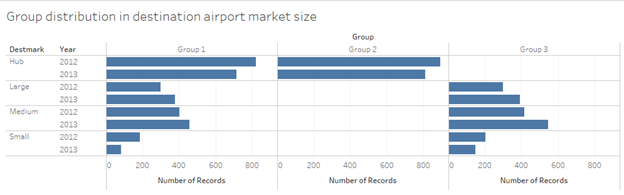 Group distribution in destination airport market size
Group
Destmark Year Group 1 Group 2 Group 3
Hub 2012
2013
Large 2012
2013
Medium 2012
2013
Small 2012
2013
0 200 400 600 800 0 200 400 600 800 0 200 400 600 800
Number of Records Number of Records Number of Records